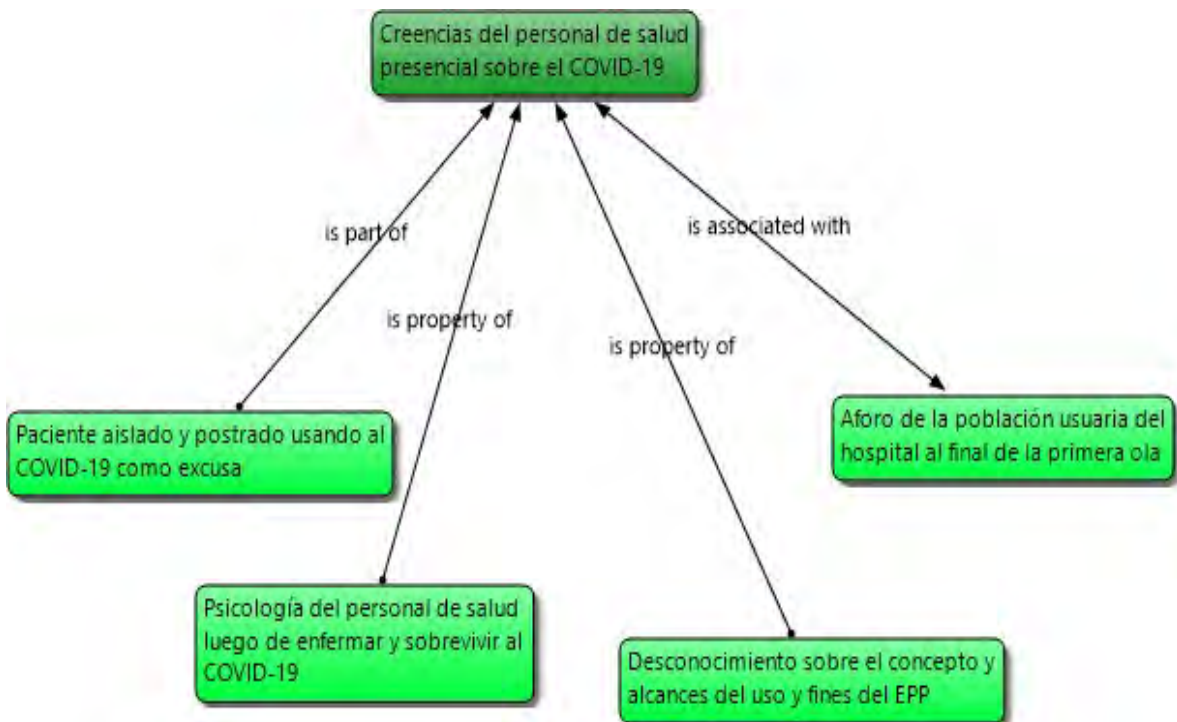 Creencias del personal de salud
presencial sobre el COVID-19
is part of
is associated with
is property of
is property of
Paciente aislado y postrado usando al
COVID-19 como excusa
Aforo de la población usuaria del
hospital al final de la primera ola
Psicología del personal de salud
luego de enfermar y sobrevivir al
COVID-19
Desconocimiento sobre el concepto y
alcances del uso y fines del EPP